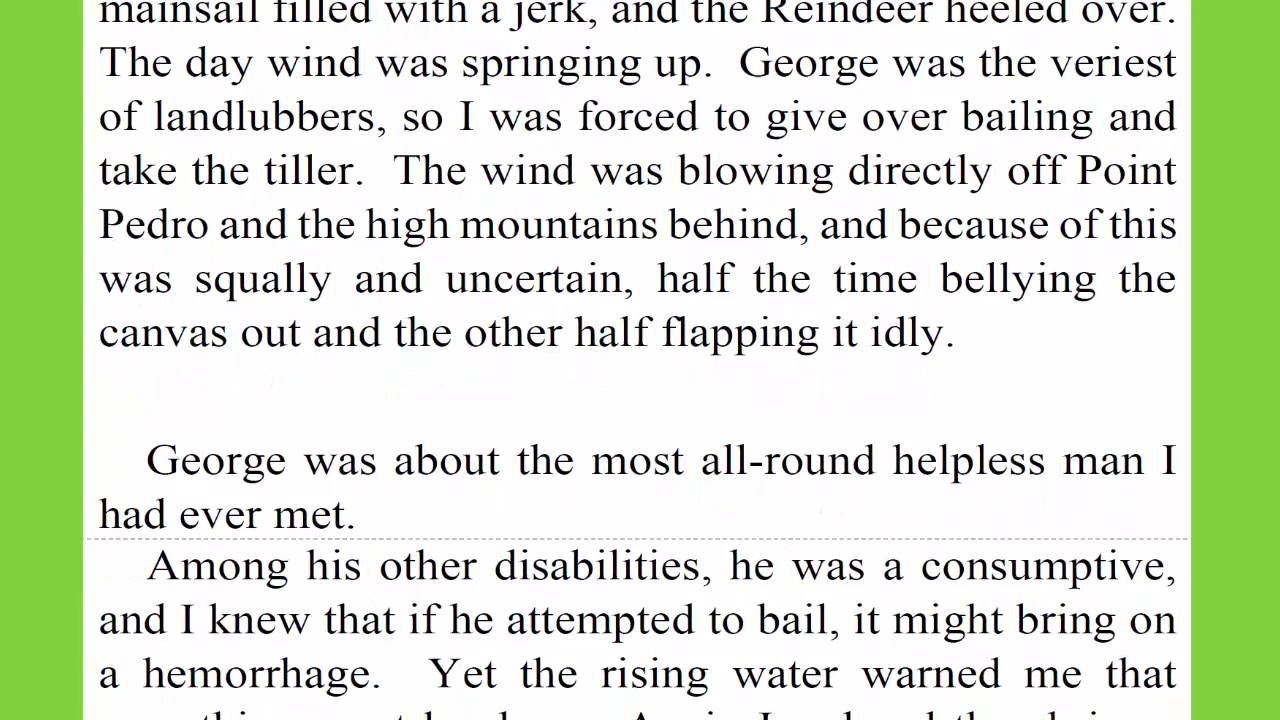 mainsail filled with a jerk, and the Reindeer heeled over.
The day wind was springing up.  George was the veriest
of landlubbers, so I was forced to give over bailing and
take the tiller.  The wind was blowing directly off Point
Pedro and the high mountains behind, and because of this
was squally and uncertain, half the time bellying the
canvas out and the other half flapping it idly.
George was about the most all-round helpless man I
had ever met.
Among his other disabilities, he was a consumptive,
and I knew that if he attempted to bail, it might bring on
a hemorrhage.  Yet the rising water warned me that